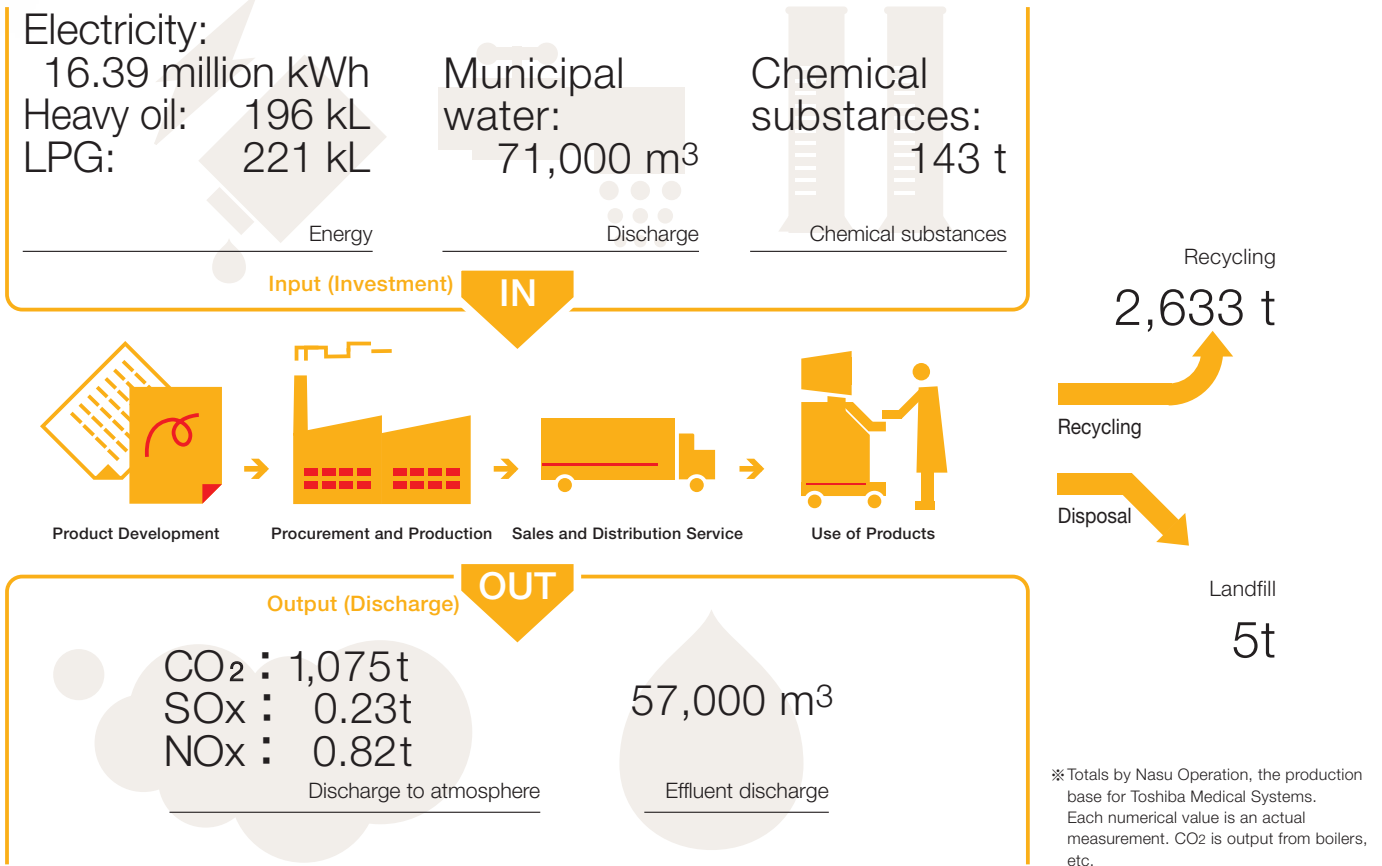 Electricity:
16.39 million kWh
Heavy oil: 196 kL
LPG: 221 kL
Energy
Municipal
water:
71,000 m3
Discharge
Chemical
substances:
143 t
Chemical substances
Input (Investment)
IN
Product Development
Procurement and Production
Sales and Distribution Service
Use of Products
Recycling
2,633 t
Recycling
Disposal
Landfill
5t
OUT
Output (Discharge)
CO2 : 1,075t
SOx : 0.23t
NOx : 0.82t
Discharge to atmosphere
57,000 m3
Effluent discharge
※Totals by Nasu Operation, the production
base for Toshiba Medical Systems.
Each numerical value is an actual
measurement. CO2 is output from boilers,
etc.